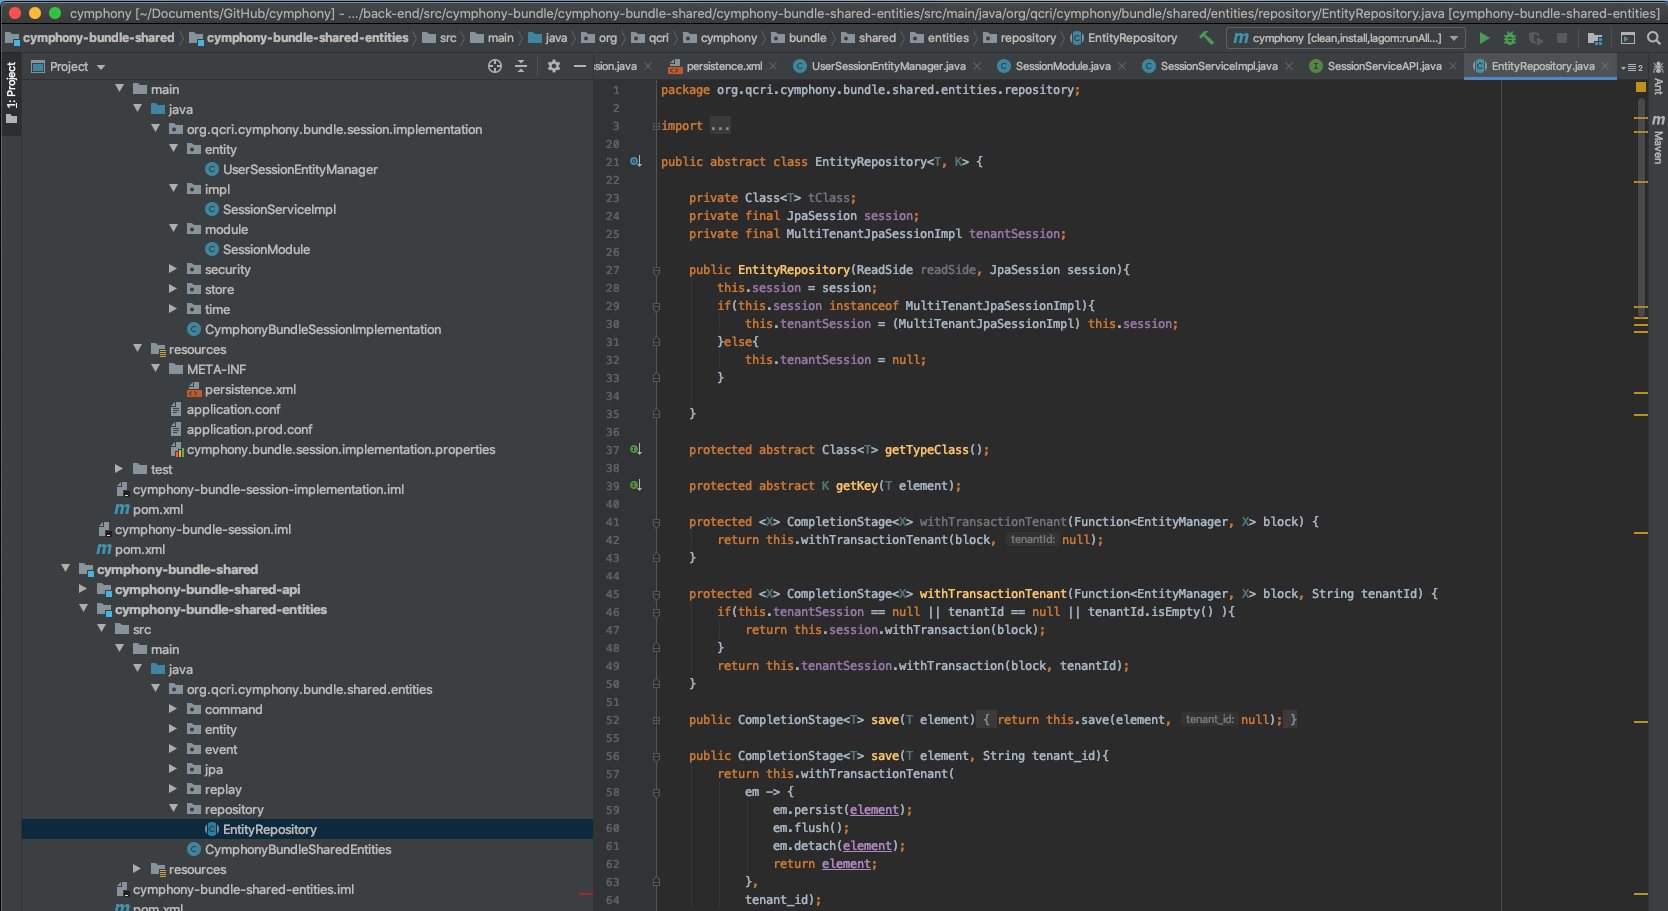 cymphony [~/Documents/GitHub/cymphony] - .../back-end/src/cymphony-bundle/cymphony-bundle-shared/cymphony-bundle-shared-entities/src/main/java/org/qcri/cymphony/bundle/shared/entities/repository/EntityRepository.java [cymphony-bundle-shared-entities]
cymphony-bundle-shared cymphony-bundle-shared-entities src main java org qcri cymphony bundle shared entities repository EntityRepository cymphony [clean,install,lagom:runAll...]
1: Project
Project
ssion.java persistence.xml UserSessionEntityManager.java SessionModule.java SessionServiceImpl.java SessionServiceAPI.java EntityRepository.java 2
Ant
Maven
main
java
org.qcri.cymphony.bundle.session.implementation
entity
UserSessionEntityManager
impl
SessionServiceImpl
module
SessionModule
security
store
time
CymphonyBundleSessionImplementation
resources
META-INF
persistence.xml
application.conf
application.prod.conf
cymphony.bundle.session.implementation.properties
test
cymphony-bundle-session-implementation.iml
pom.xml
cymphony-bundle-session.iml
pom.xml
cymphony-bundle-shared
cymphony-bundle-shared-api
cymphony-bundle-shared-entities
src
main
java
org.qcri.cymphony.bundle.shared.entities
command
entity
event
jpa
replay
repository
EntityRepository
CymphonyBundleSharedEntities
resources
cymphony-bundle-shared-entities.iml
pom.xml
1 package org.qcri.cymphony.bundle.shared.entities.repository;
2
3 import ...
20
21 public abstract class EntityRepository<T, K> {
22
23 private Class<T> tClass;
24 private final JpaSession session;
25 private final MultiTenantJpaSessionImpl tenantSession;
26
27 public EntityRepository(ReadSide readSide, JpaSession session){
28 this.session = session;
29 if(this.session instanceof MultiTenantJpaSessionImpl){
30 this.tenantSession = (MultiTenantJpaSessionImpl) this.session;
31 }else{
32 this.tenantSession = null;
33 }
34
35 }
36
37 protected abstract Class<T> getTypeClass();
38
39 protected abstract K getKey(T element);
40
41 protected <X> CompletionStage<X> withTransactionTenant(Function<EntityManager, X> block) {
42 return this.withTransactionTenant(block, tenantId: null);
43 }
44
45 protected <X> CompletionStage<X> withTransactionTenant(Function<EntityManager, X> block, String tenantId) {
46 if(this.tenantSession == null || tenantId == null || tenantId.isEmpty() ){
47 return this.session.withTransaction(block);
48 }
49 return this.tenantSession.withTransaction(block, tenantId);
50 }
51
52 public CompletionStage<T> save(T element) { return this.save(element, tenant_id: null); }
55
56 public CompletionStage<T> save(T element, String tenant_id){
57 return this.withTransactionTenant(
58 em -> {
59 em.persist(element);
60 em.flush();
61 em.detach(element);
62 return element;
63 },
64 tenant_id);